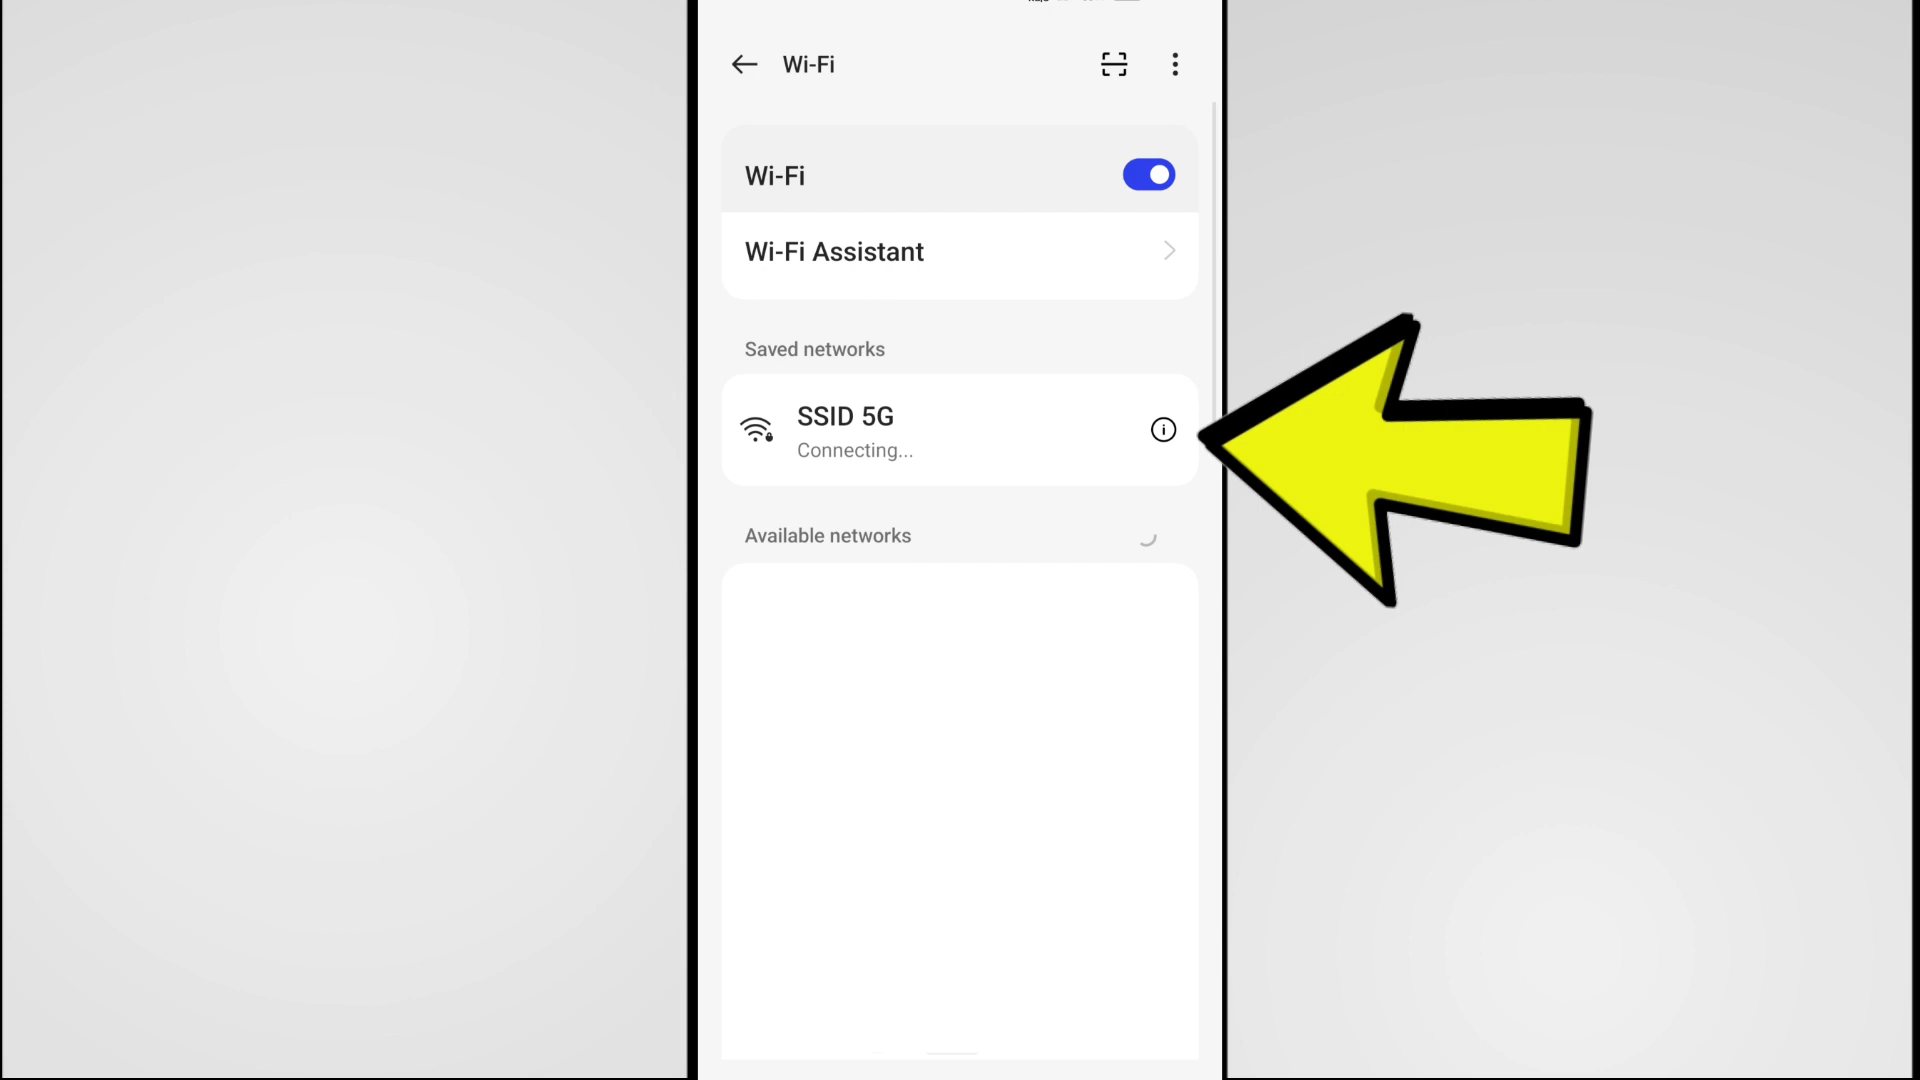 Wi-Fi
Wi-Fi
Wi-Fi Assistant
Saved networks
SSID 5G
Connecting...
Available networks